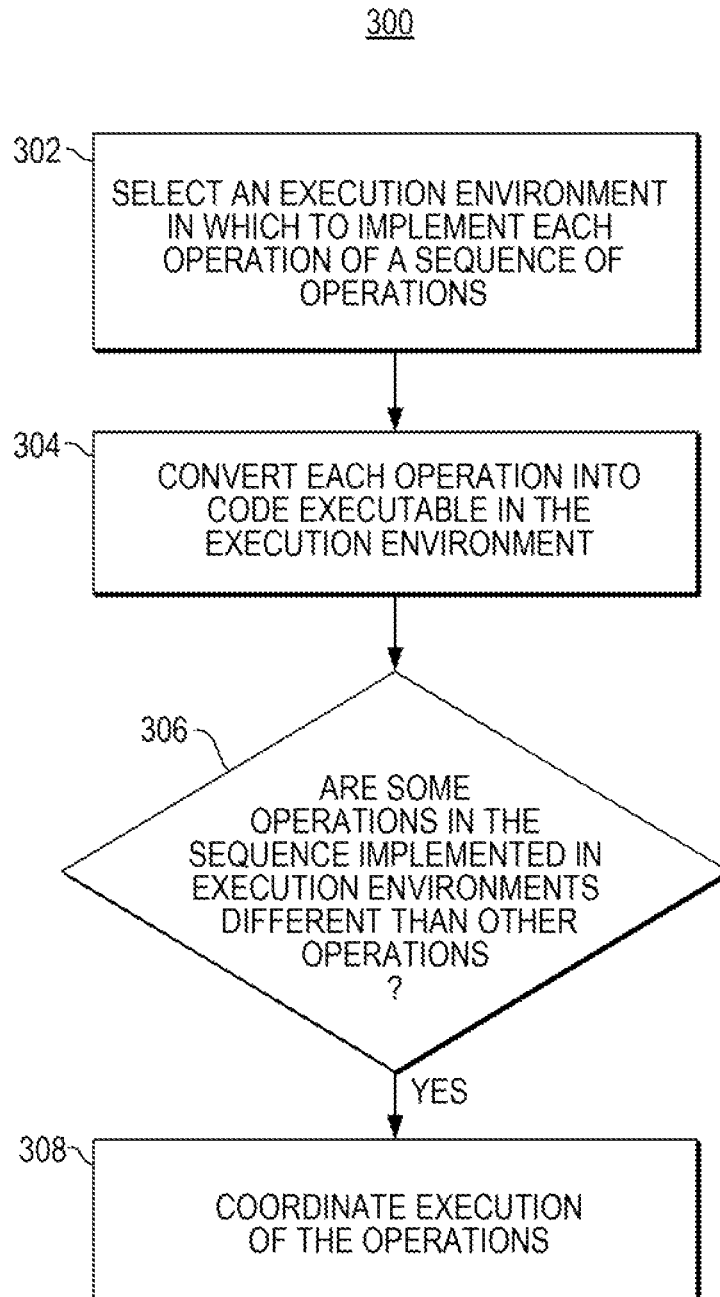 300
302
SELECT AN EXECUTION ENVIRONMENT
IN WHICH TO IMPLEMENT EACH
OPERATION OF A SEQUENCE OF
OPERATIONS
304
CONVERT EACH OPERATION INTO
CODE EXECUTABLE IN THE
EXECUTION ENVIRONMENT
306
ARE SOME
OPERATIONS IN THE
SEQUENCE IMPLEMENTED IN
EXECUTION ENVIRONMENTS
DIFFERENT THAN OTHER
OPERATIONS
?
YES
308
COORDINATE EXECUTION
OF THE OPERATIONS